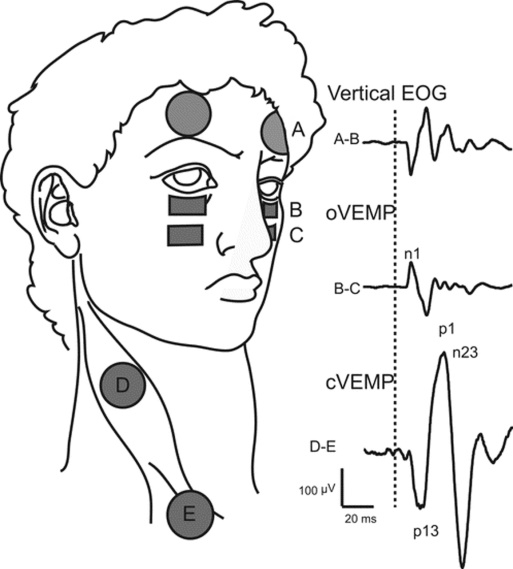 Vertical EOG
A
A-B
B
C
oVEMP
n1
B-C
p1
n23
D
cVEMP
D-E
100 µV
20 ms
E
p13